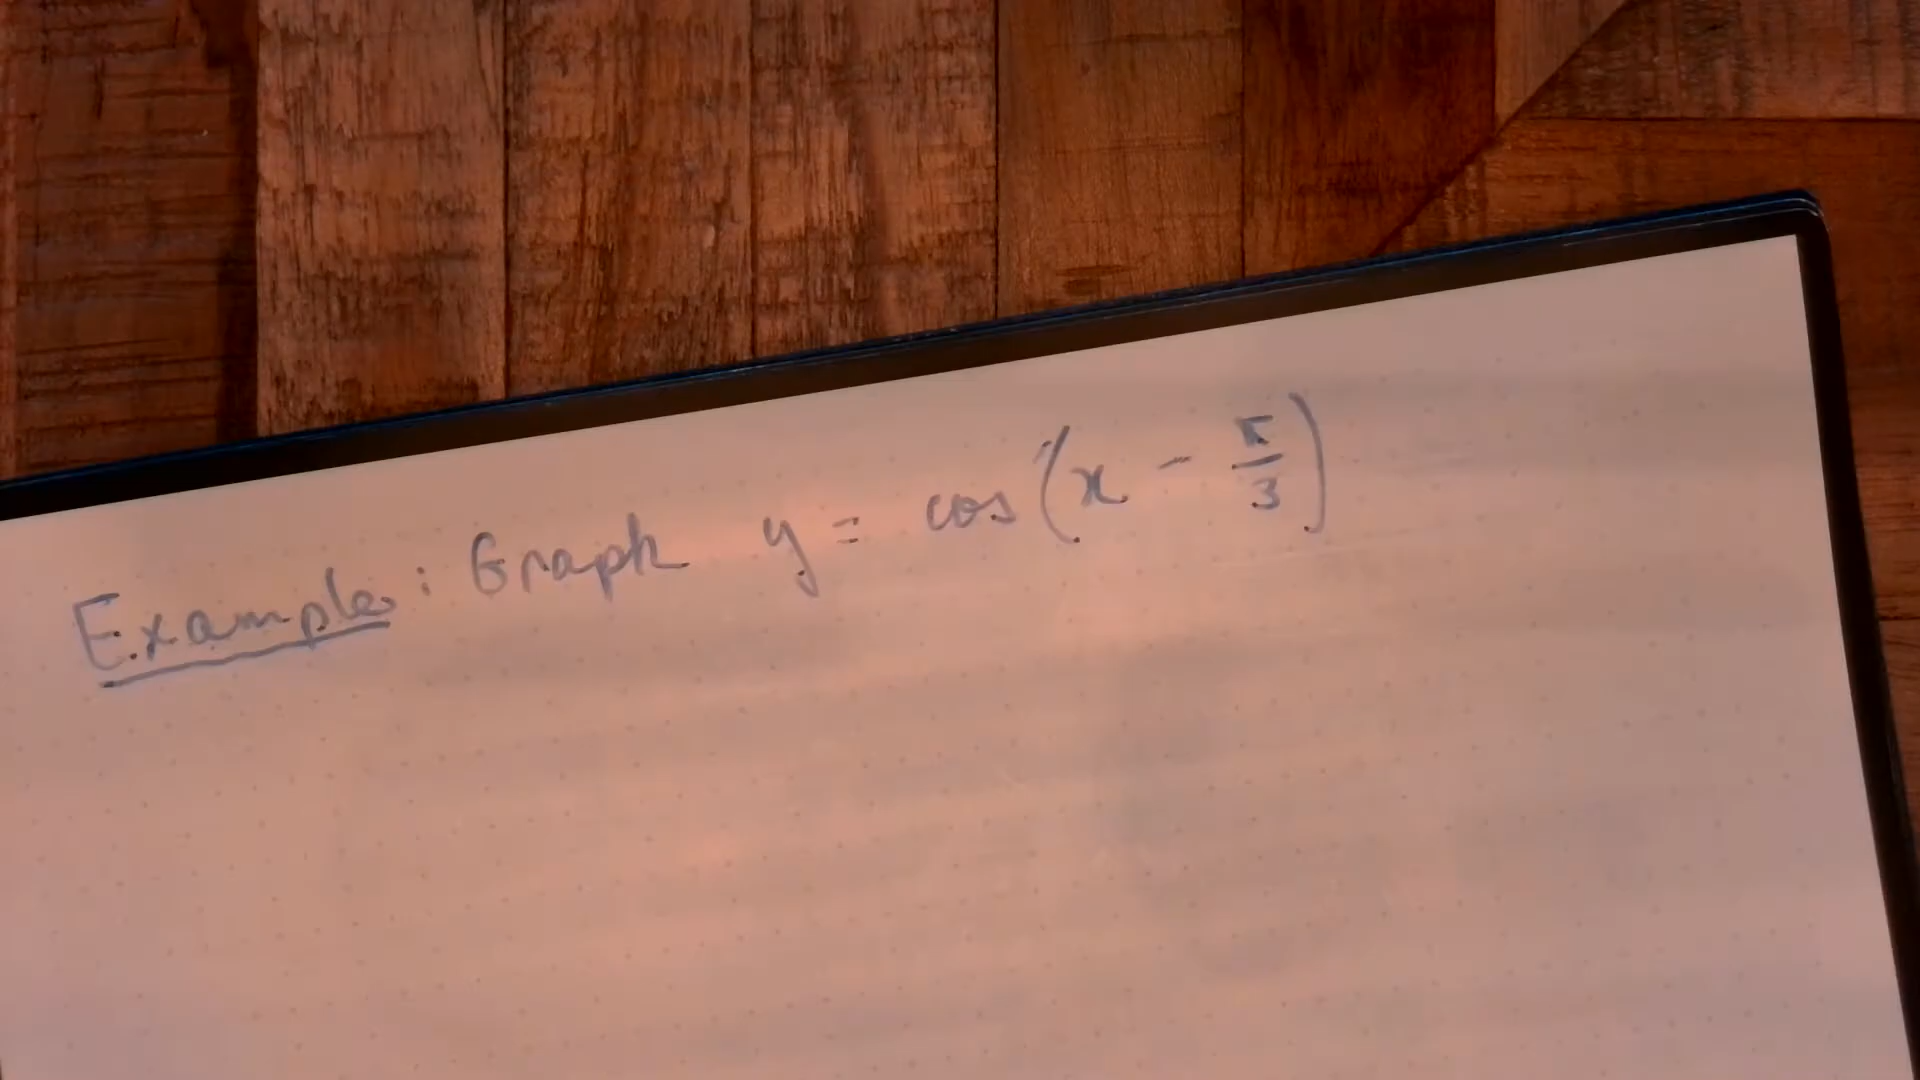 Example: Graph y = cos(x - π/3)